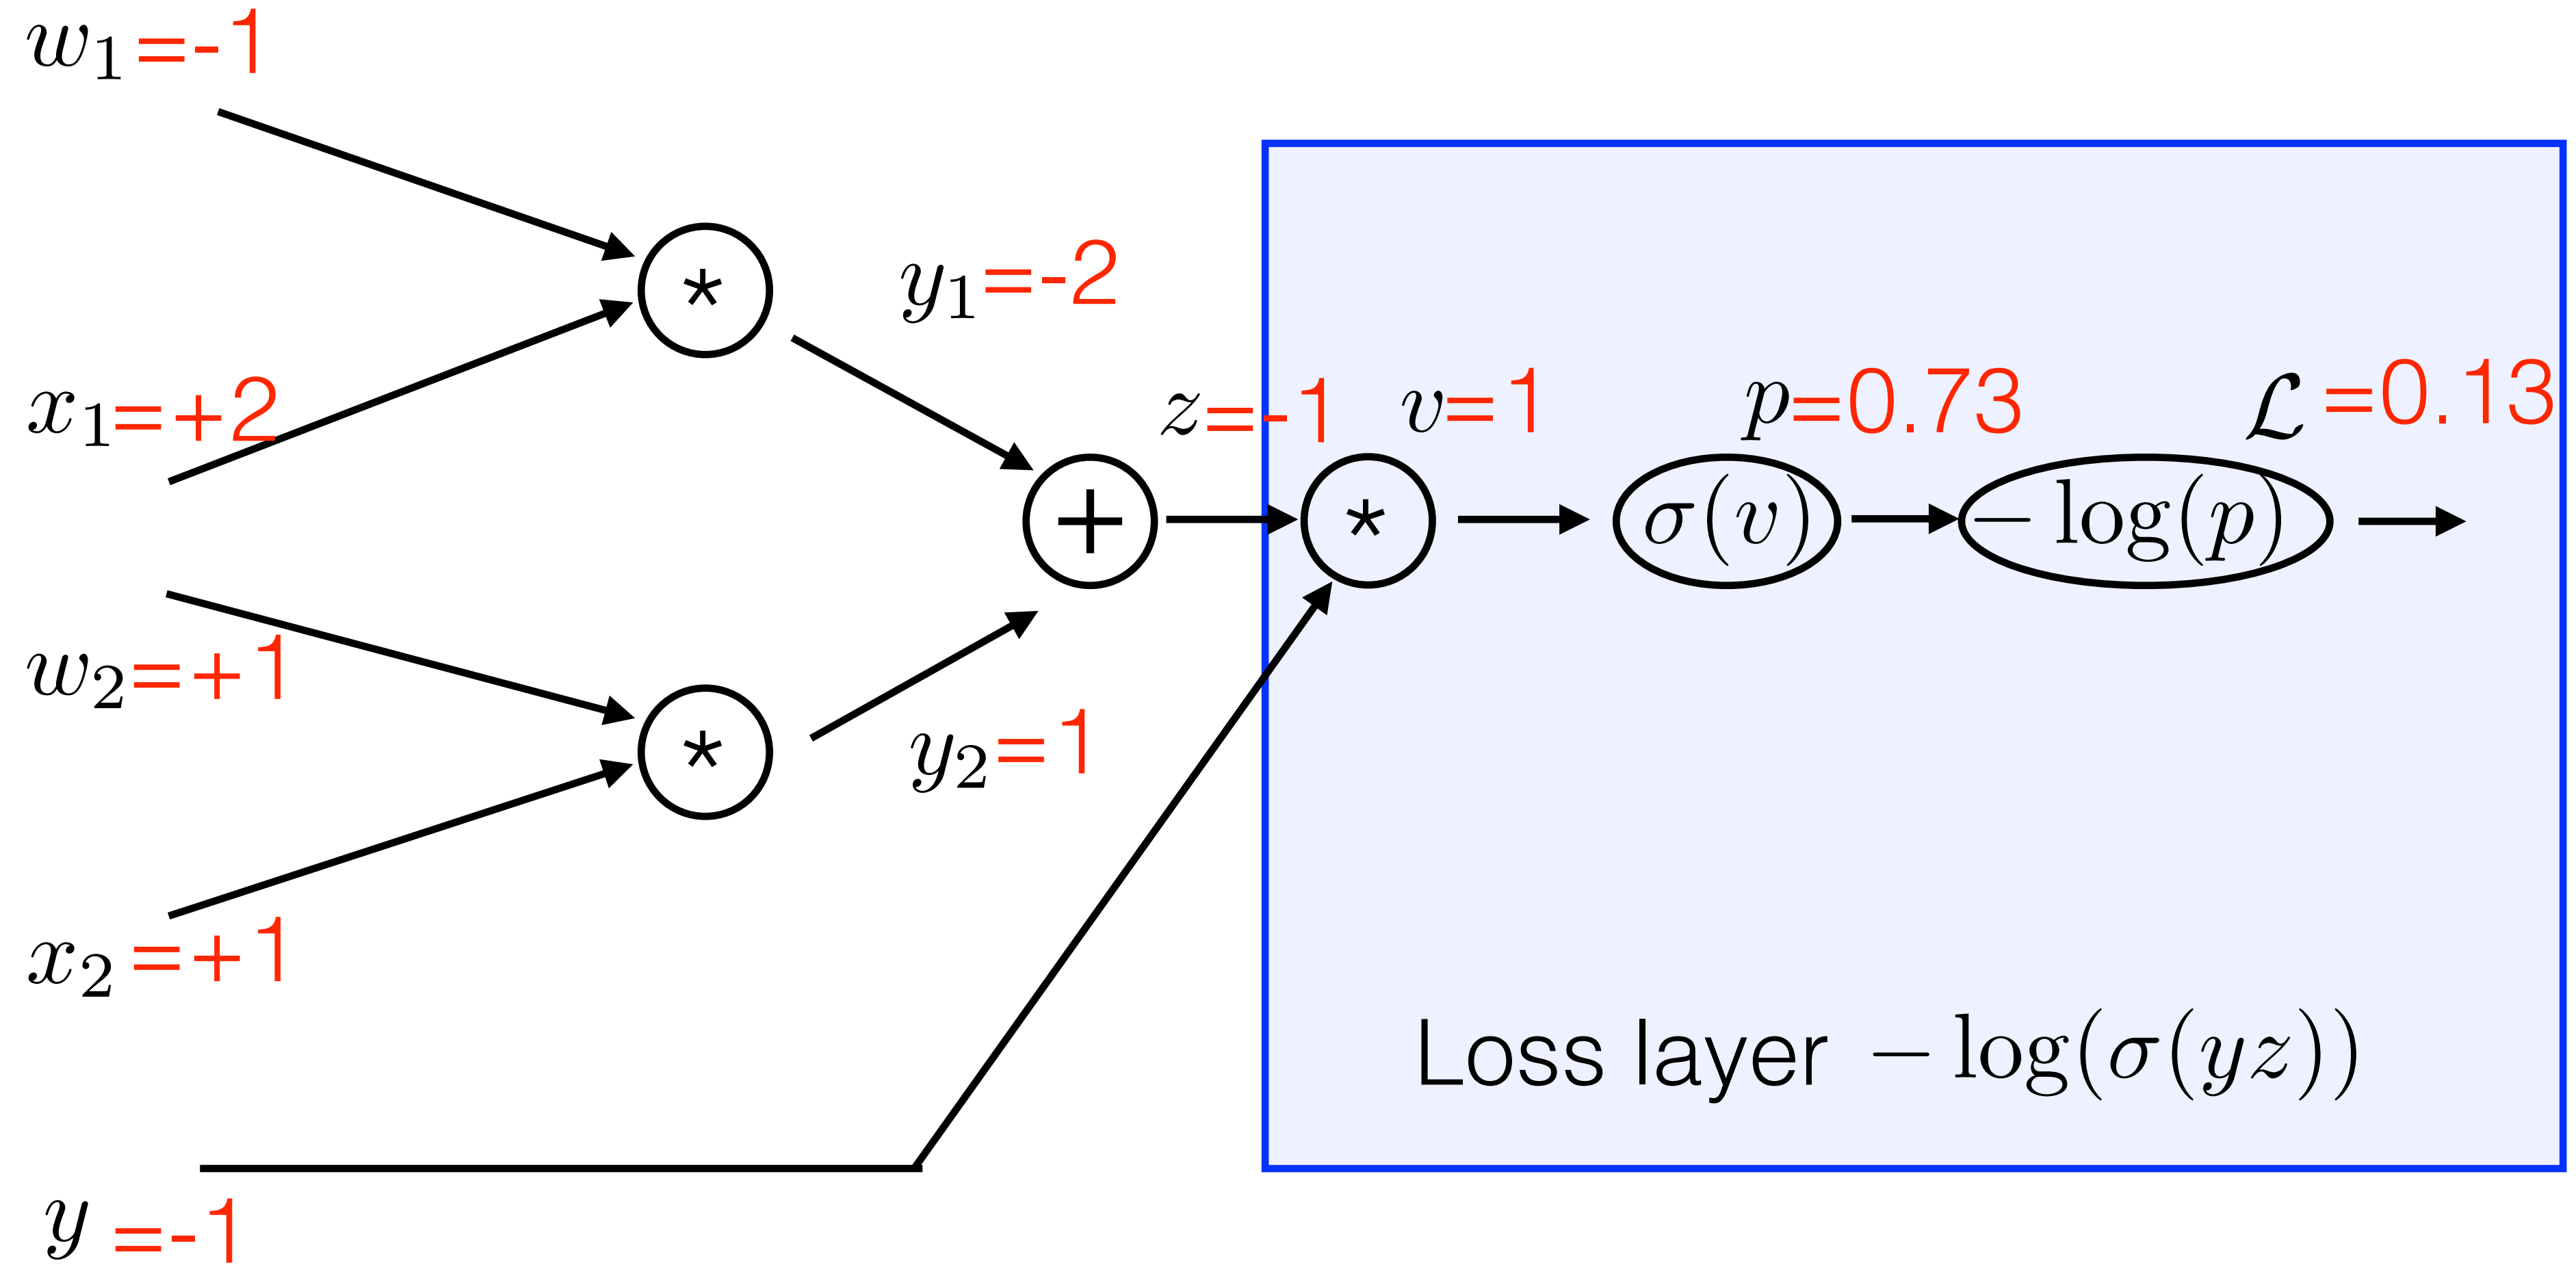 w₁ =-1
*
y₁ =-2
x₁ =+2
z =-1
v =1
p =0.73
ℒ =0.13
+
*
σ(v)
− log(p)
w₂ =+1
*
y₂ =1
x₂ =+1
Loss layer − log(σ(yz))
y =-1